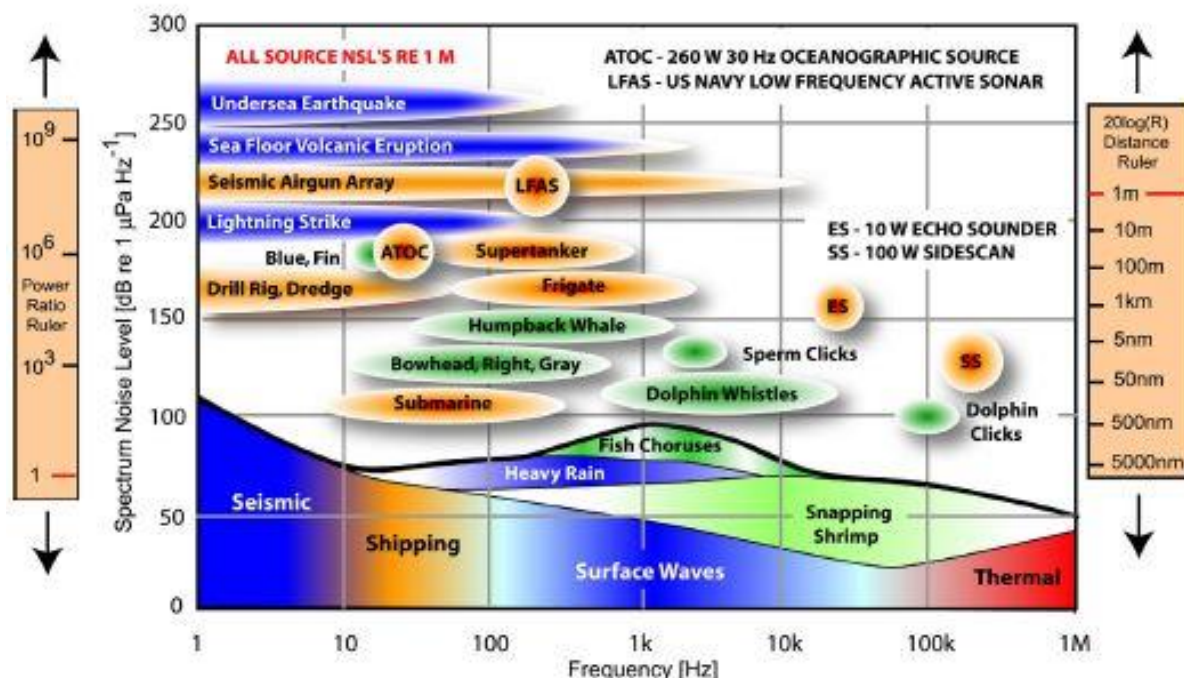 300
ALL SOURCE NSL'S RE 1 M
ATOC - 260 W 30 Hz OCEANOGRAPHIC SOURCE
LFAS - US NAVY LOW FREQUENCY ACTIVE SONAR
Undersea Earthquake
250
Sea Floor Volcanic Eruption
Seismic Airgun Array
LFAS
200
Lightning Strike
ES - 10 W ECHO SOUNDER
SS - 100 W SIDESCAN
Blue, Fin
ATOC
Supertanker
Drill Rig, Dredge
Frigate
ES
150
Humpback Whale
Sperm Clicks
Bowhead, Right, Gray
SS
Dolphin Whistles
Submarine
100
Dolphin
Clicks
Fish Choruses
Heavy Rain
Seismic
50
Snapping
Shrimp
Shipping
Surface Waves
Thermal
0
1
10
100
1k
10k
100k
1M
Frequency [Hz]
Spectrum Noise Level [dB re 1 µPa Hz⁻¹]
10⁹
10⁶
Power
Ratio
Ruler
10³
1
20log(R)
Distance
Ruler
1m
10m
100m
1km
5nm
50nm
500nm
5000nm